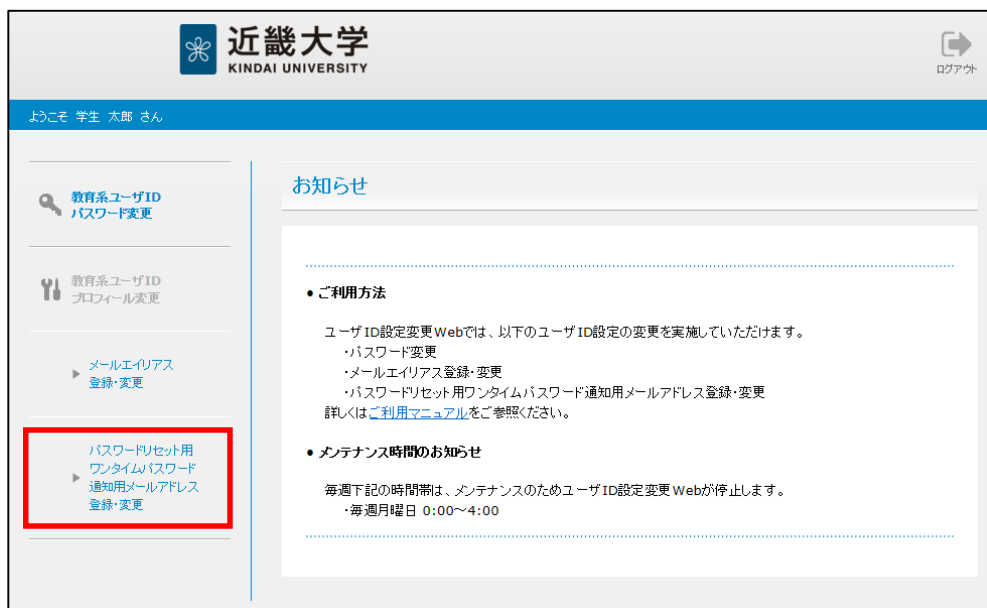 近畿大学
KINDAI UNIVERSITY
ログアウト
ようこそ 学生 太郎 さん
教育系ユーザID
パスワード変更
教育系ユーザID
プロフィール変更
メールエイリアス
登録・変更
パスワードリセット用
ワンタイムパスワード
通知用メールアドレス
登録・変更
お知らせ
• ご利用方法
ユーザID設定変更Webでは、以下のユーザID設定の変更を実施していただけます。
・パスワード変更
・メールエイリアス登録・変更
・パスワードリセット用ワンタイムパスワード通知用メールアドレス登録・変更
詳しくはご利用マニュアルをご参照ください。
• メンテナンス時間のお知らせ
毎週下記の時間帯は、メンテナンスのためユーザID設定変更Webが停止します。
・毎週月曜日 0:00～4:00